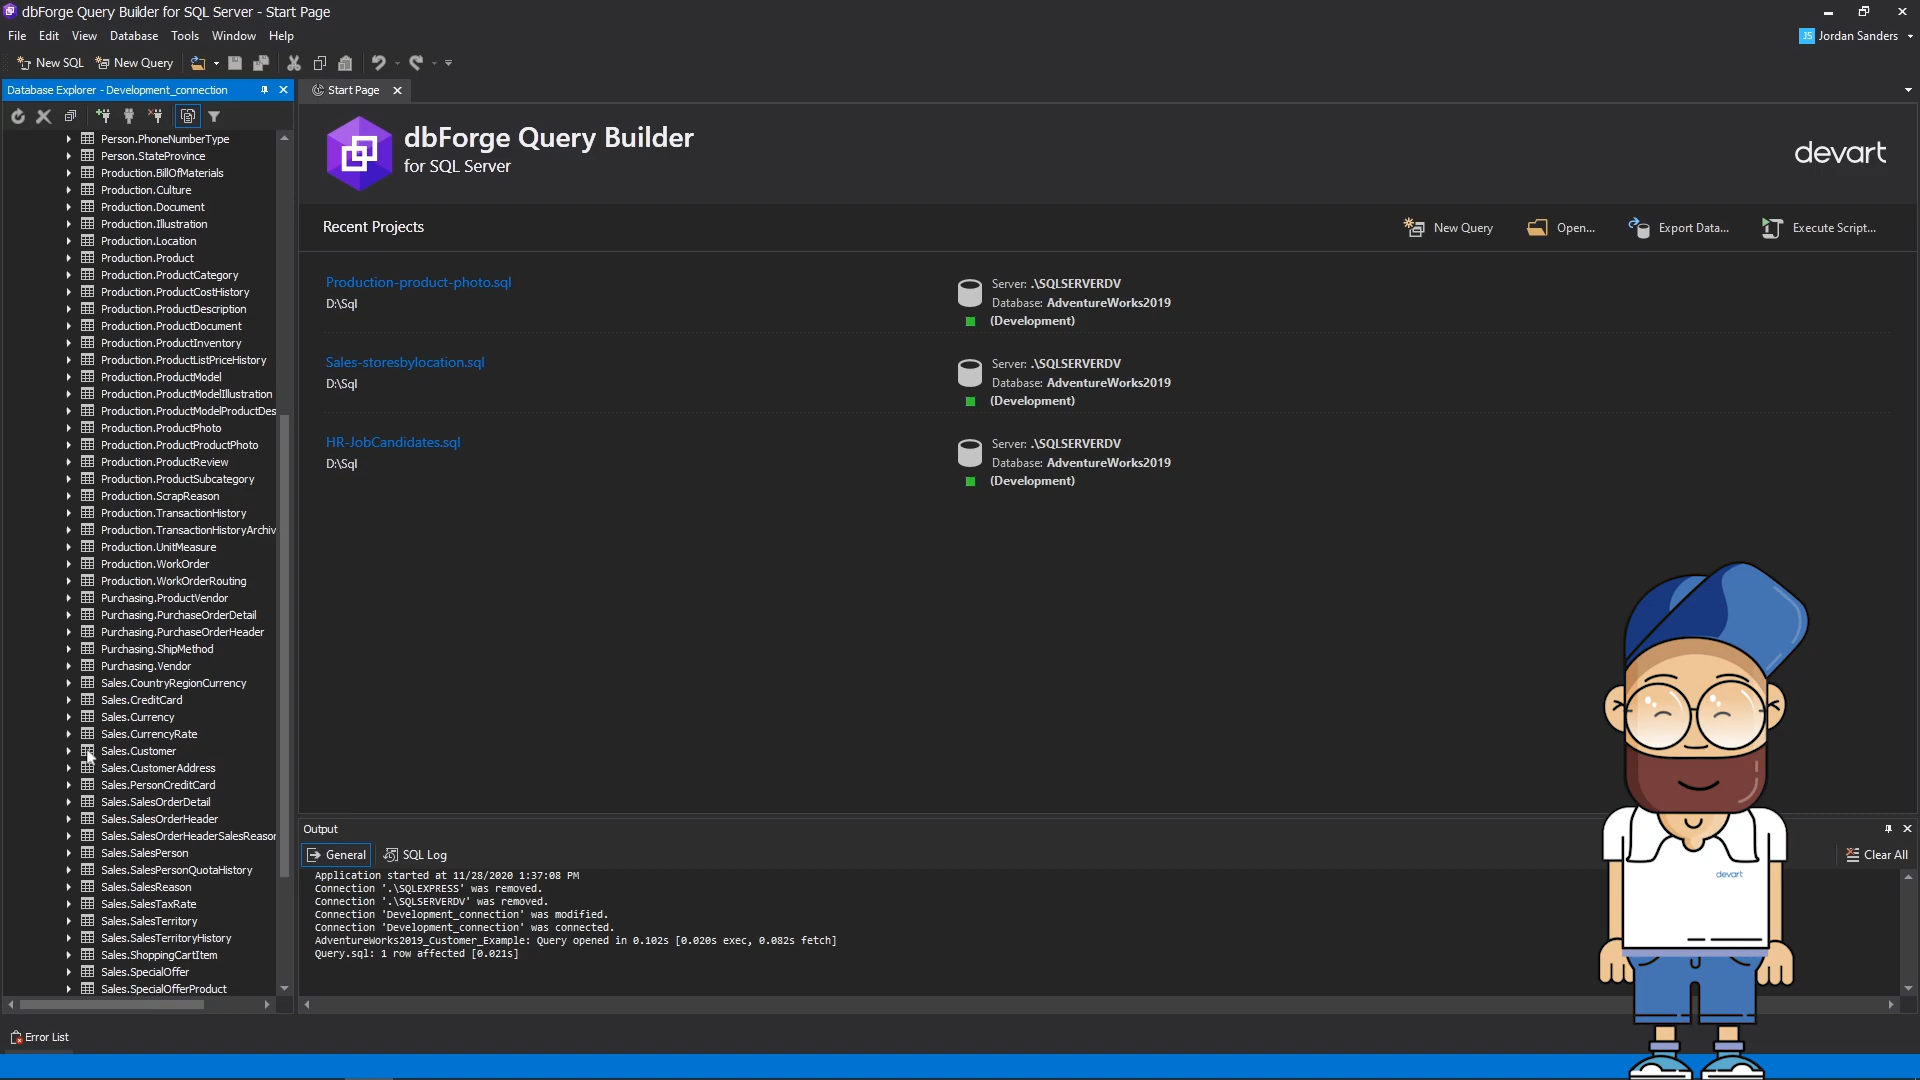 dbForge Query Builder for SQL Server - Start Page
File Edit View Database Tools Window Help
JS Jordan Sanders
New SQL New Query
Database Explorer - Development_connection
Start Page
Person.PhoneNumberType
Person.StateProvince
Production.BillOfMaterials
Production.Culture
Production.Document
Production.Illustration
Production.Location
Production.Product
Production.ProductCategory
Production.ProductCostHistory
Production.ProductDescription
Production.ProductDocument
Production.ProductInventory
Production.ProductListPriceHistory
Production.ProductModel
Production.ProductModelIllustration
Production.ProductModelProductDes
Production.ProductPhoto
Production.ProductProductPhoto
Production.ProductReview
Production.ProductSubcategory
Production.ScrapReason
Production.TransactionHistory
Production.TransactionHistoryArchiv
Production.UnitMeasure
Production.WorkOrder
Production.WorkOrderRouting
Purchasing.ProductVendor
Purchasing.PurchaseOrderDetail
Purchasing.PurchaseOrderHeader
Purchasing.ShipMethod
Purchasing.Vendor
Sales.CountryRegionCurrency
Sales.CreditCard
Sales.Currency
Sales.CurrencyRate
Sales.Customer
Sales.CustomerAddress
Sales.PersonCreditCard
Sales.SalesOrderDetail
Sales.SalesOrderHeader
Sales.SalesOrderHeaderSalesReason
Sales.SalesPerson
Sales.SalesPersonQuotaHistory
Sales.SalesReason
Sales.SalesTaxRate
Sales.SalesTerritory
Sales.SalesTerritoryHistory
Sales.ShoppingCartItem
Sales.SpecialOffer
Sales.SpecialOfferProduct
dbForge Query Builder
for SQL Server
devart
Recent Projects
New Query Open... Export Data... Execute Script...
Production-product-photo.sql
D:\Sql
Server: .\SQLSERVERDV
Database: AdventureWorks2019
(Development)
Sales-storesbylocation.sql
D:\Sql
Server: .\SQLSERVERDV
Database: AdventureWorks2019
(Development)
HR-JobCandidates.sql
D:\Sql
Server: .\SQLSERVERDV
Database: AdventureWorks2019
(Development)
Output
General SQL Log
Clear All
Application started at 11/28/2020 1:37:08 PM
Connection '.\SQLEXPRESS' was removed.
Connection '.\SQLSERVERDV' was removed.
Connection 'Development_connection' was modified.
Connection 'Development_connection' was connected.
AdventureWorks2019_Customer_Example: Query opened in 0.102s [0.020s exec, 0.082s fetch]
Query.sql: 1 row affected [0.021s]
devart
Error List